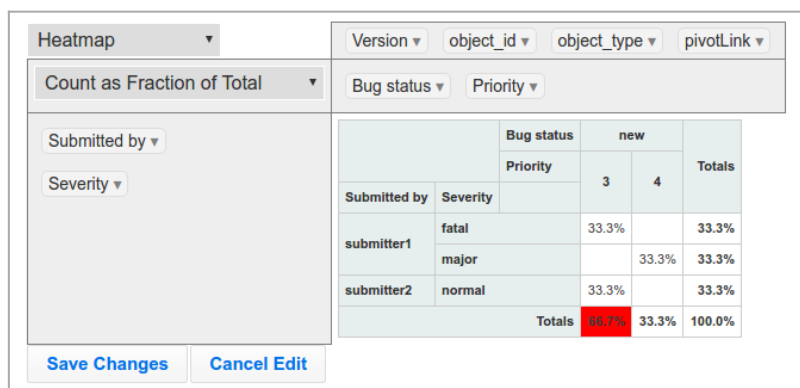 Heatmap ▼ Version ▼ object_id ▼ object_type ▼ pivotLink ▼
Count as Fraction of Total ▼ Bug status ▼ Priority ▼
Submitted by ▼
Severity ▼
Bug status new Totals
Priority 3 4
Submitted by Severity
submitter1 fatal 33.3% 33.3%
major 33.3% 33.3%
submitter2 normal 33.3% 33.3%
Totals 66.7% 33.3% 100.0%
Save Changes Cancel Edit